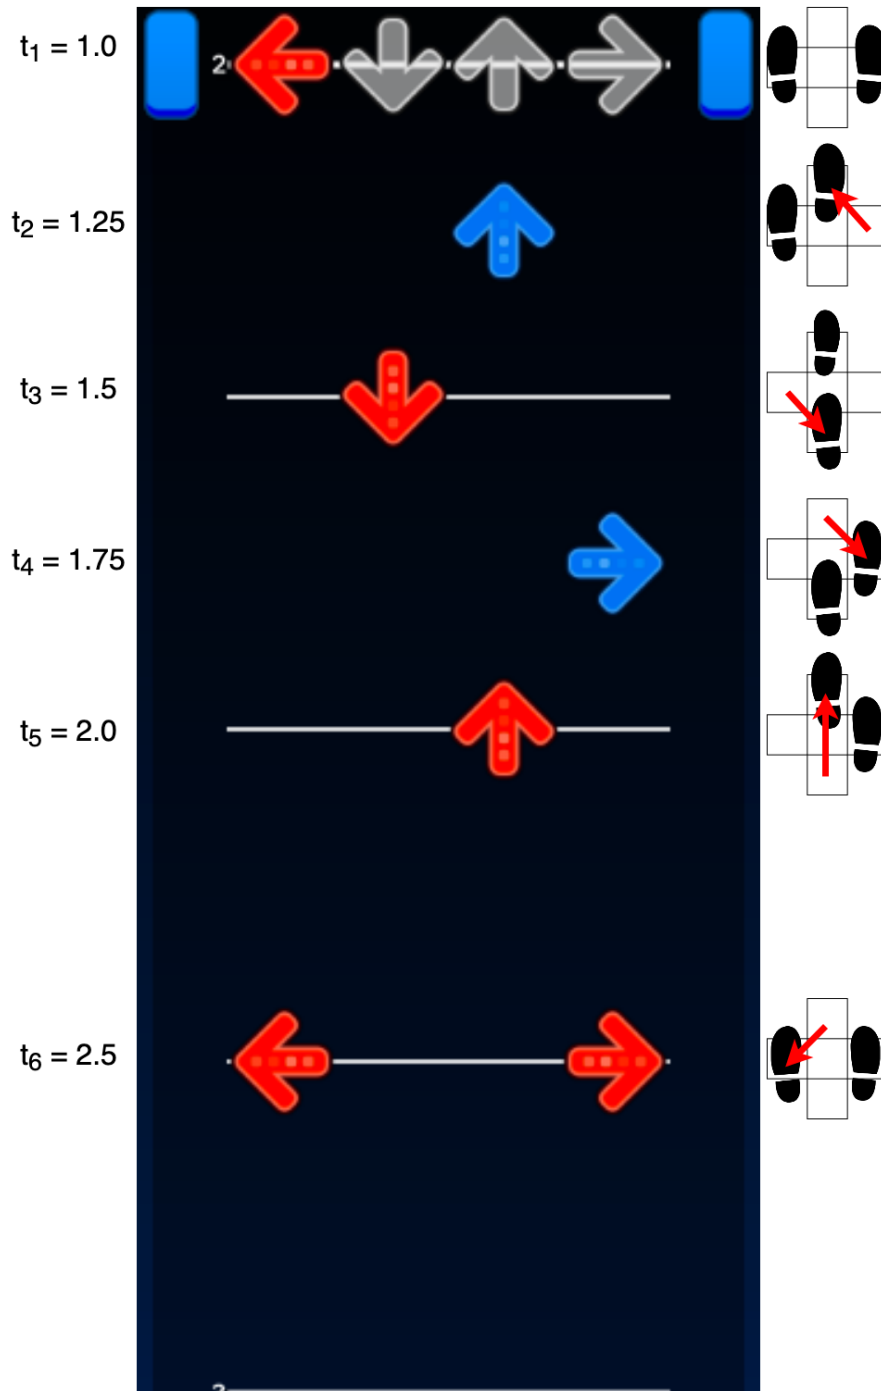 t₁ = 1.0
2
t₂ = 1.25
t₃ = 1.5
t₄ = 1.75
t₅ = 2.0
t₆ = 2.5